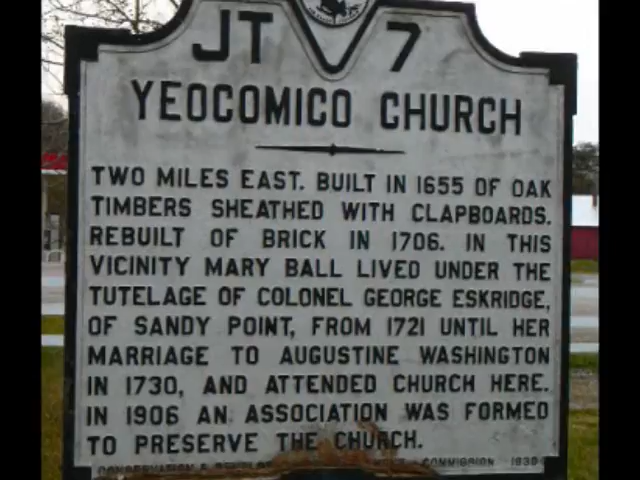 JT 7
YEOCOMICO CHURCH
TWO MILES EAST. BUILT IN 1655 OF OAK
TIMBERS SHEATHED WITH CLAPBOARDS.
REBUILT OF BRICK IN 1706. IN THIS
VICINITY MARY BALL LIVED UNDER THE
TUTELAGE OF COLONEL GEORGE ESKRIDGE,
OF SANDY POINT, FROM 1721 UNTIL HER
MARRIAGE TO AUGUSTINE WASHINGTON
IN 1730, AND ATTENDED CHURCH HERE.
IN 1906 AN ASSOCIATION WAS FORMED
TO PRESERVE THE CHURCH.
CONSERVATION & COMMISSION 1930